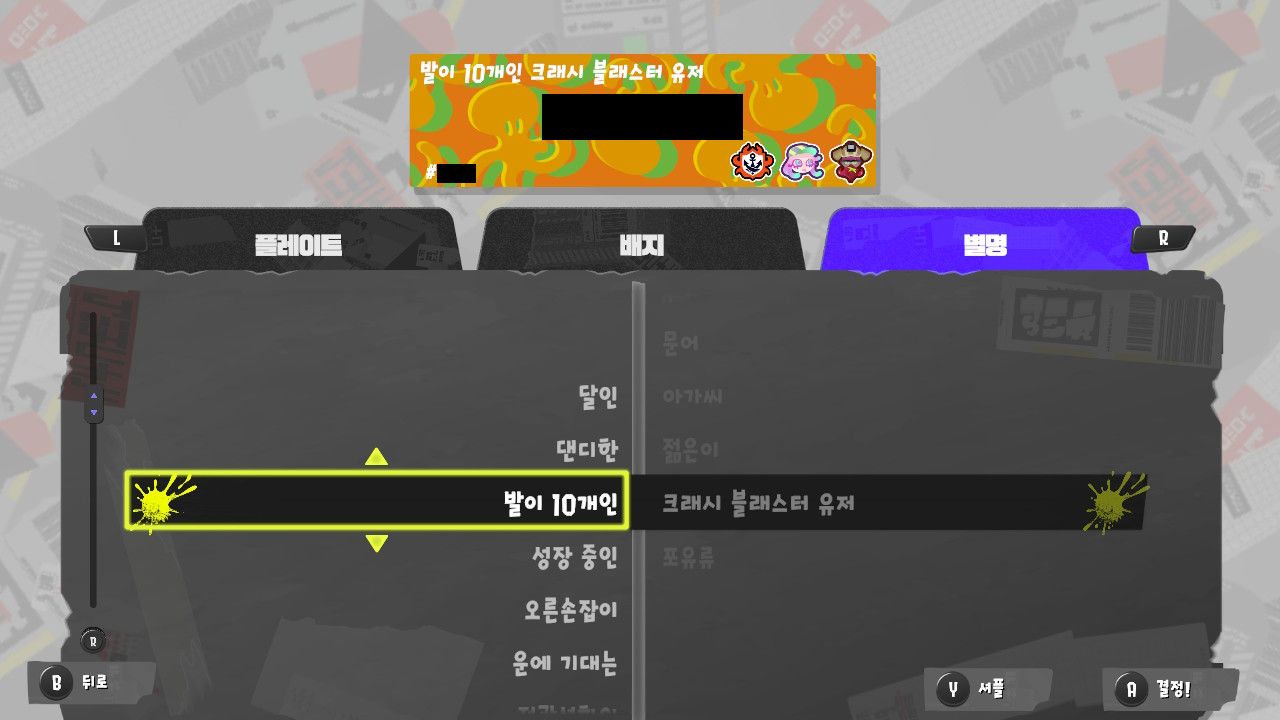 발이 10개인 크래시 블래스터 유저
#
L
플레이트
배지
별명
R
문어
달인
아가씨
댄디한
젊은이
발이 10개인
크래시 블래스터 유저
성장 중인
포유류
오른손잡이
운에 기대는
R
B 뒤로
Y 셔플
A 결정!